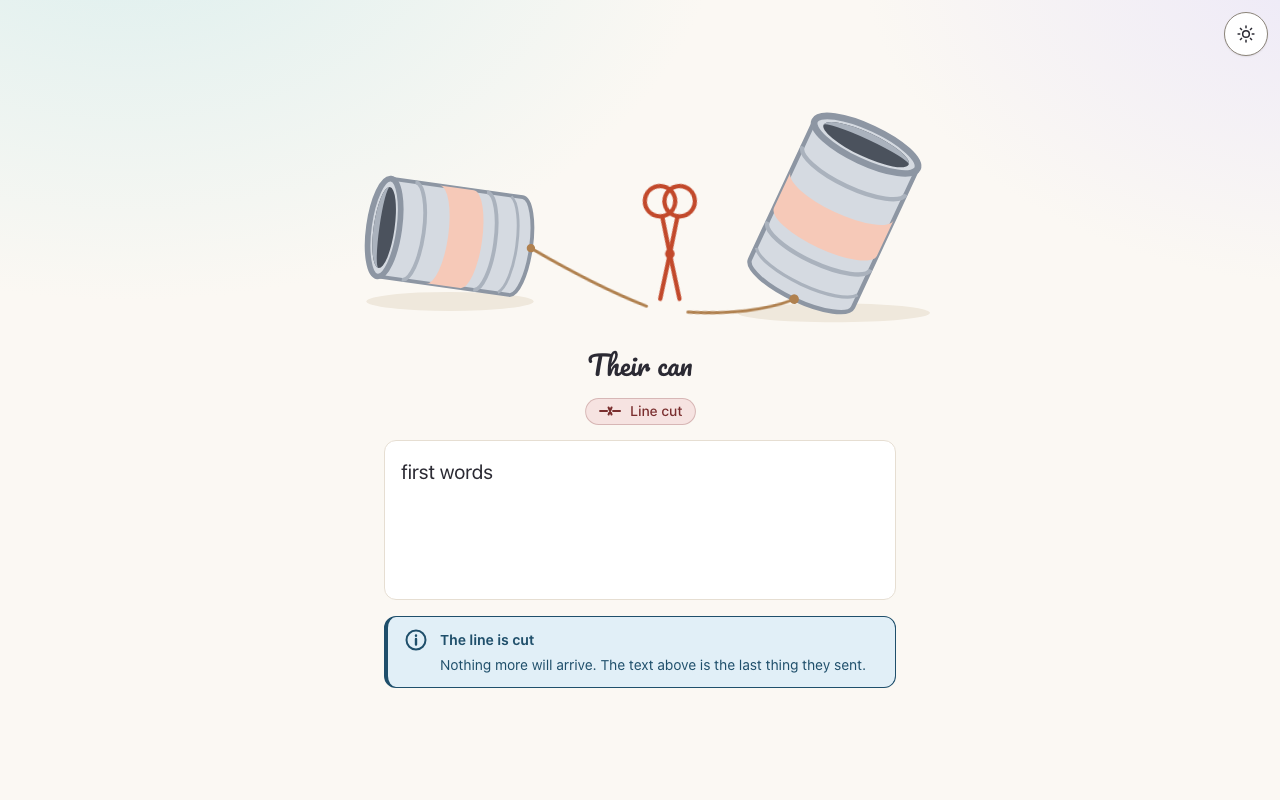 Their can
Line cut
first words
The line is cut
Nothing more will arrive. The text above is the last thing they sent.